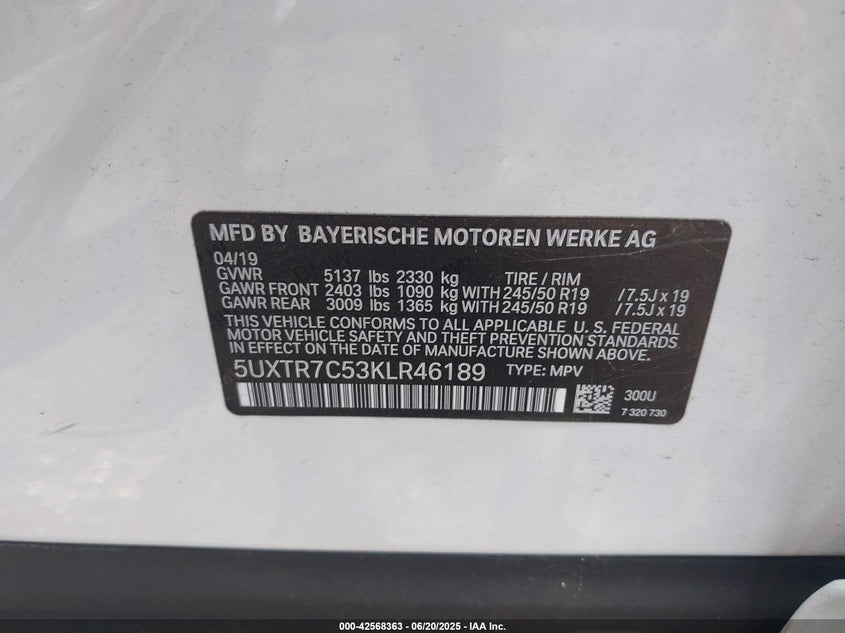 MFD BY BAYERISCHE MOTOREN WERKE AG
04/19
GVWR 5137 lbs 2330 kg TIRE / RIM
GAWR FRONT 2403 lbs 1090 kg WITH 245/50 R19 / 7.5J x 19
GAWR REAR 3009 lbs 1365 kg WITH 245/50 R19 / 7.5J x 19
THIS VEHICLE CONFORMS TO ALL APPLICABLE U. S. FEDERAL
MOTOR VEHICLE SAFETY AND THEFT PREVENTION STANDARDS
IN EFFECT ON THE DATE OF MANUFACTURE SHOWN ABOVE.
5UXTR7C53KLR46189 TYPE: MPV
300U
7 320 730
000-42568363 - 06/20/2025 - IAA Inc.